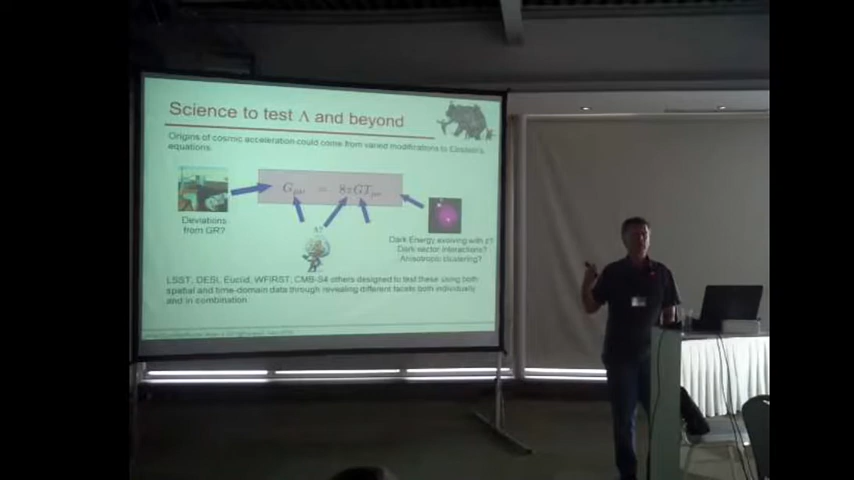 Science to test Λ and beyond
Origins of cosmic acceleration could come from varied modifications to Einstein's
equations.
G_μν = 8πGT_μν
Deviations
from GR?
Dark Energy evolving with z?
Dark sector interactions?
Anisotropic clustering?
LSST, DESI, Euclid, WFIRST, CMB-S4 others designed to test these using both
spatial and time-domain data through revealing different facets both individually
and in combination.